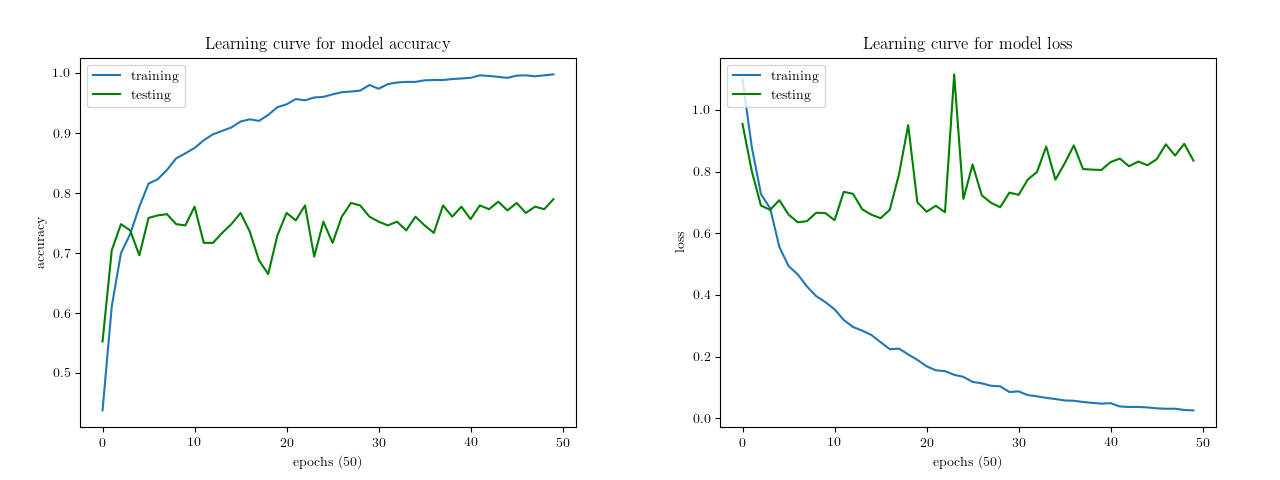 Learning curve for model accuracy
training
testing
1.0
0.9
0.8
0.7
0.6
0.5
accuracy
0
10
20
30
40
50
epochs (50)
Learning curve for model loss
training
testing
1.0
0.8
0.6
0.4
0.2
0.0
loss
0
10
20
30
40
50
epochs (50)